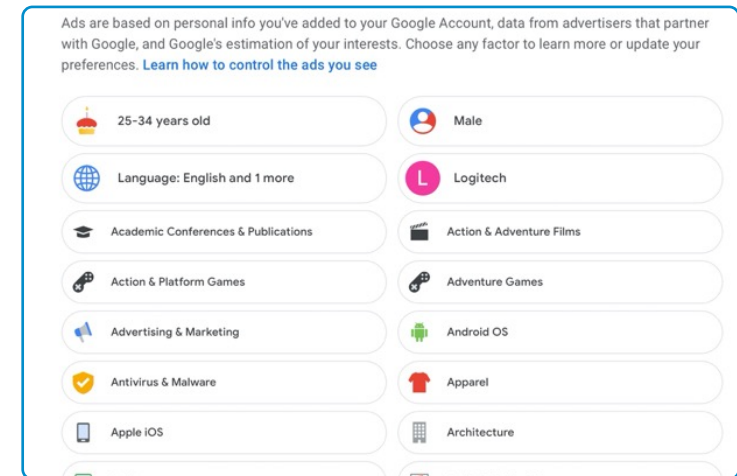 Ads are based on personal info you've added to your Google Account, data from advertisers that partner
with Google, and Google's estimation of your interests. Choose any factor to learn more or update your
preferences. Learn how to control the ads you see
25-34 years old
Male
Language: English and 1 more
L
Logitech
Academic Conferences & Publications
Action & Adventure Films
Action & Platform Games
Adventure Games
Advertising & Marketing
Android OS
Antivirus & Malware
Apparel
Apple iOS
Architecture